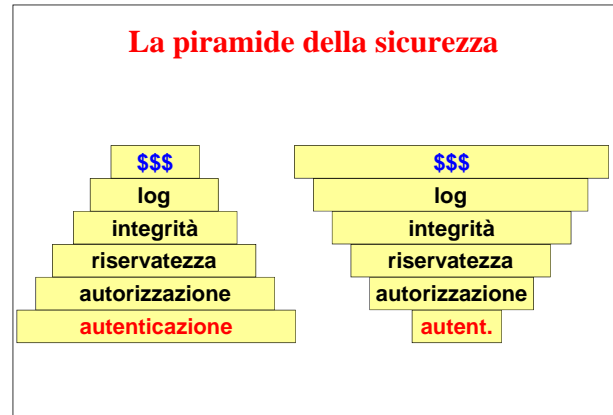 La piramide della sicurezza
$$$
log
integrità
riservatezza
autorizzazione
autenticazione
$$$
log
integrità
riservatezza
autorizzazione
autent.